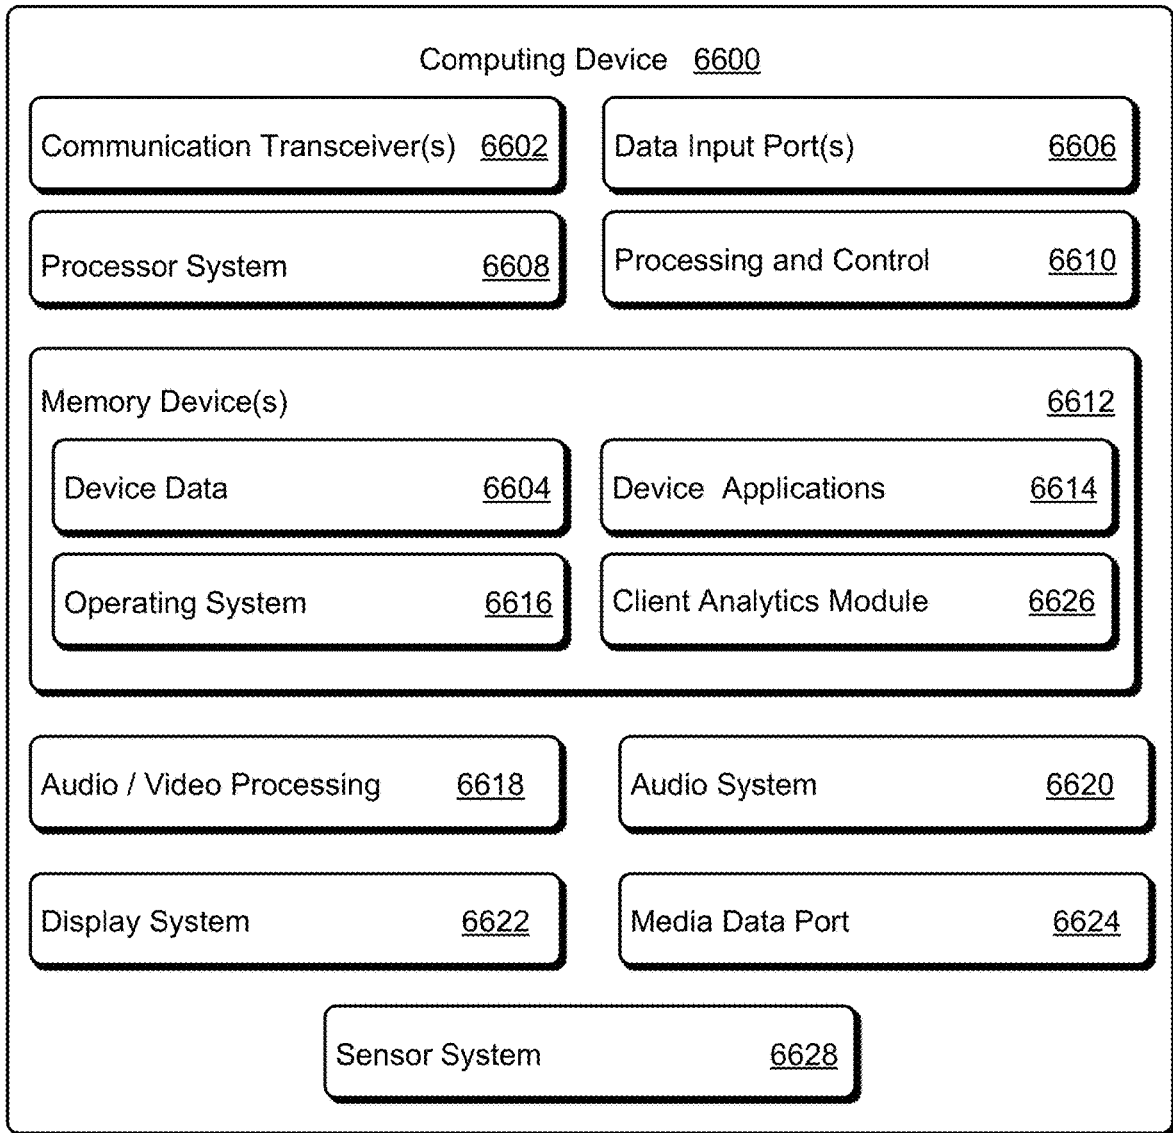 Computing Device 6600
Communication Transceiver(s) 6602
Data Input Port(s) 6606
Processor System 6608
Processing and Control 6610
Memory Device(s) 6612
Device Data 6604
Device Applications 6614
Operating System 6616
Client Analytics Module 6626
Audio / Video Processing 6618
Audio System 6620
Display System 6622
Media Data Port 6624
Sensor System 6628